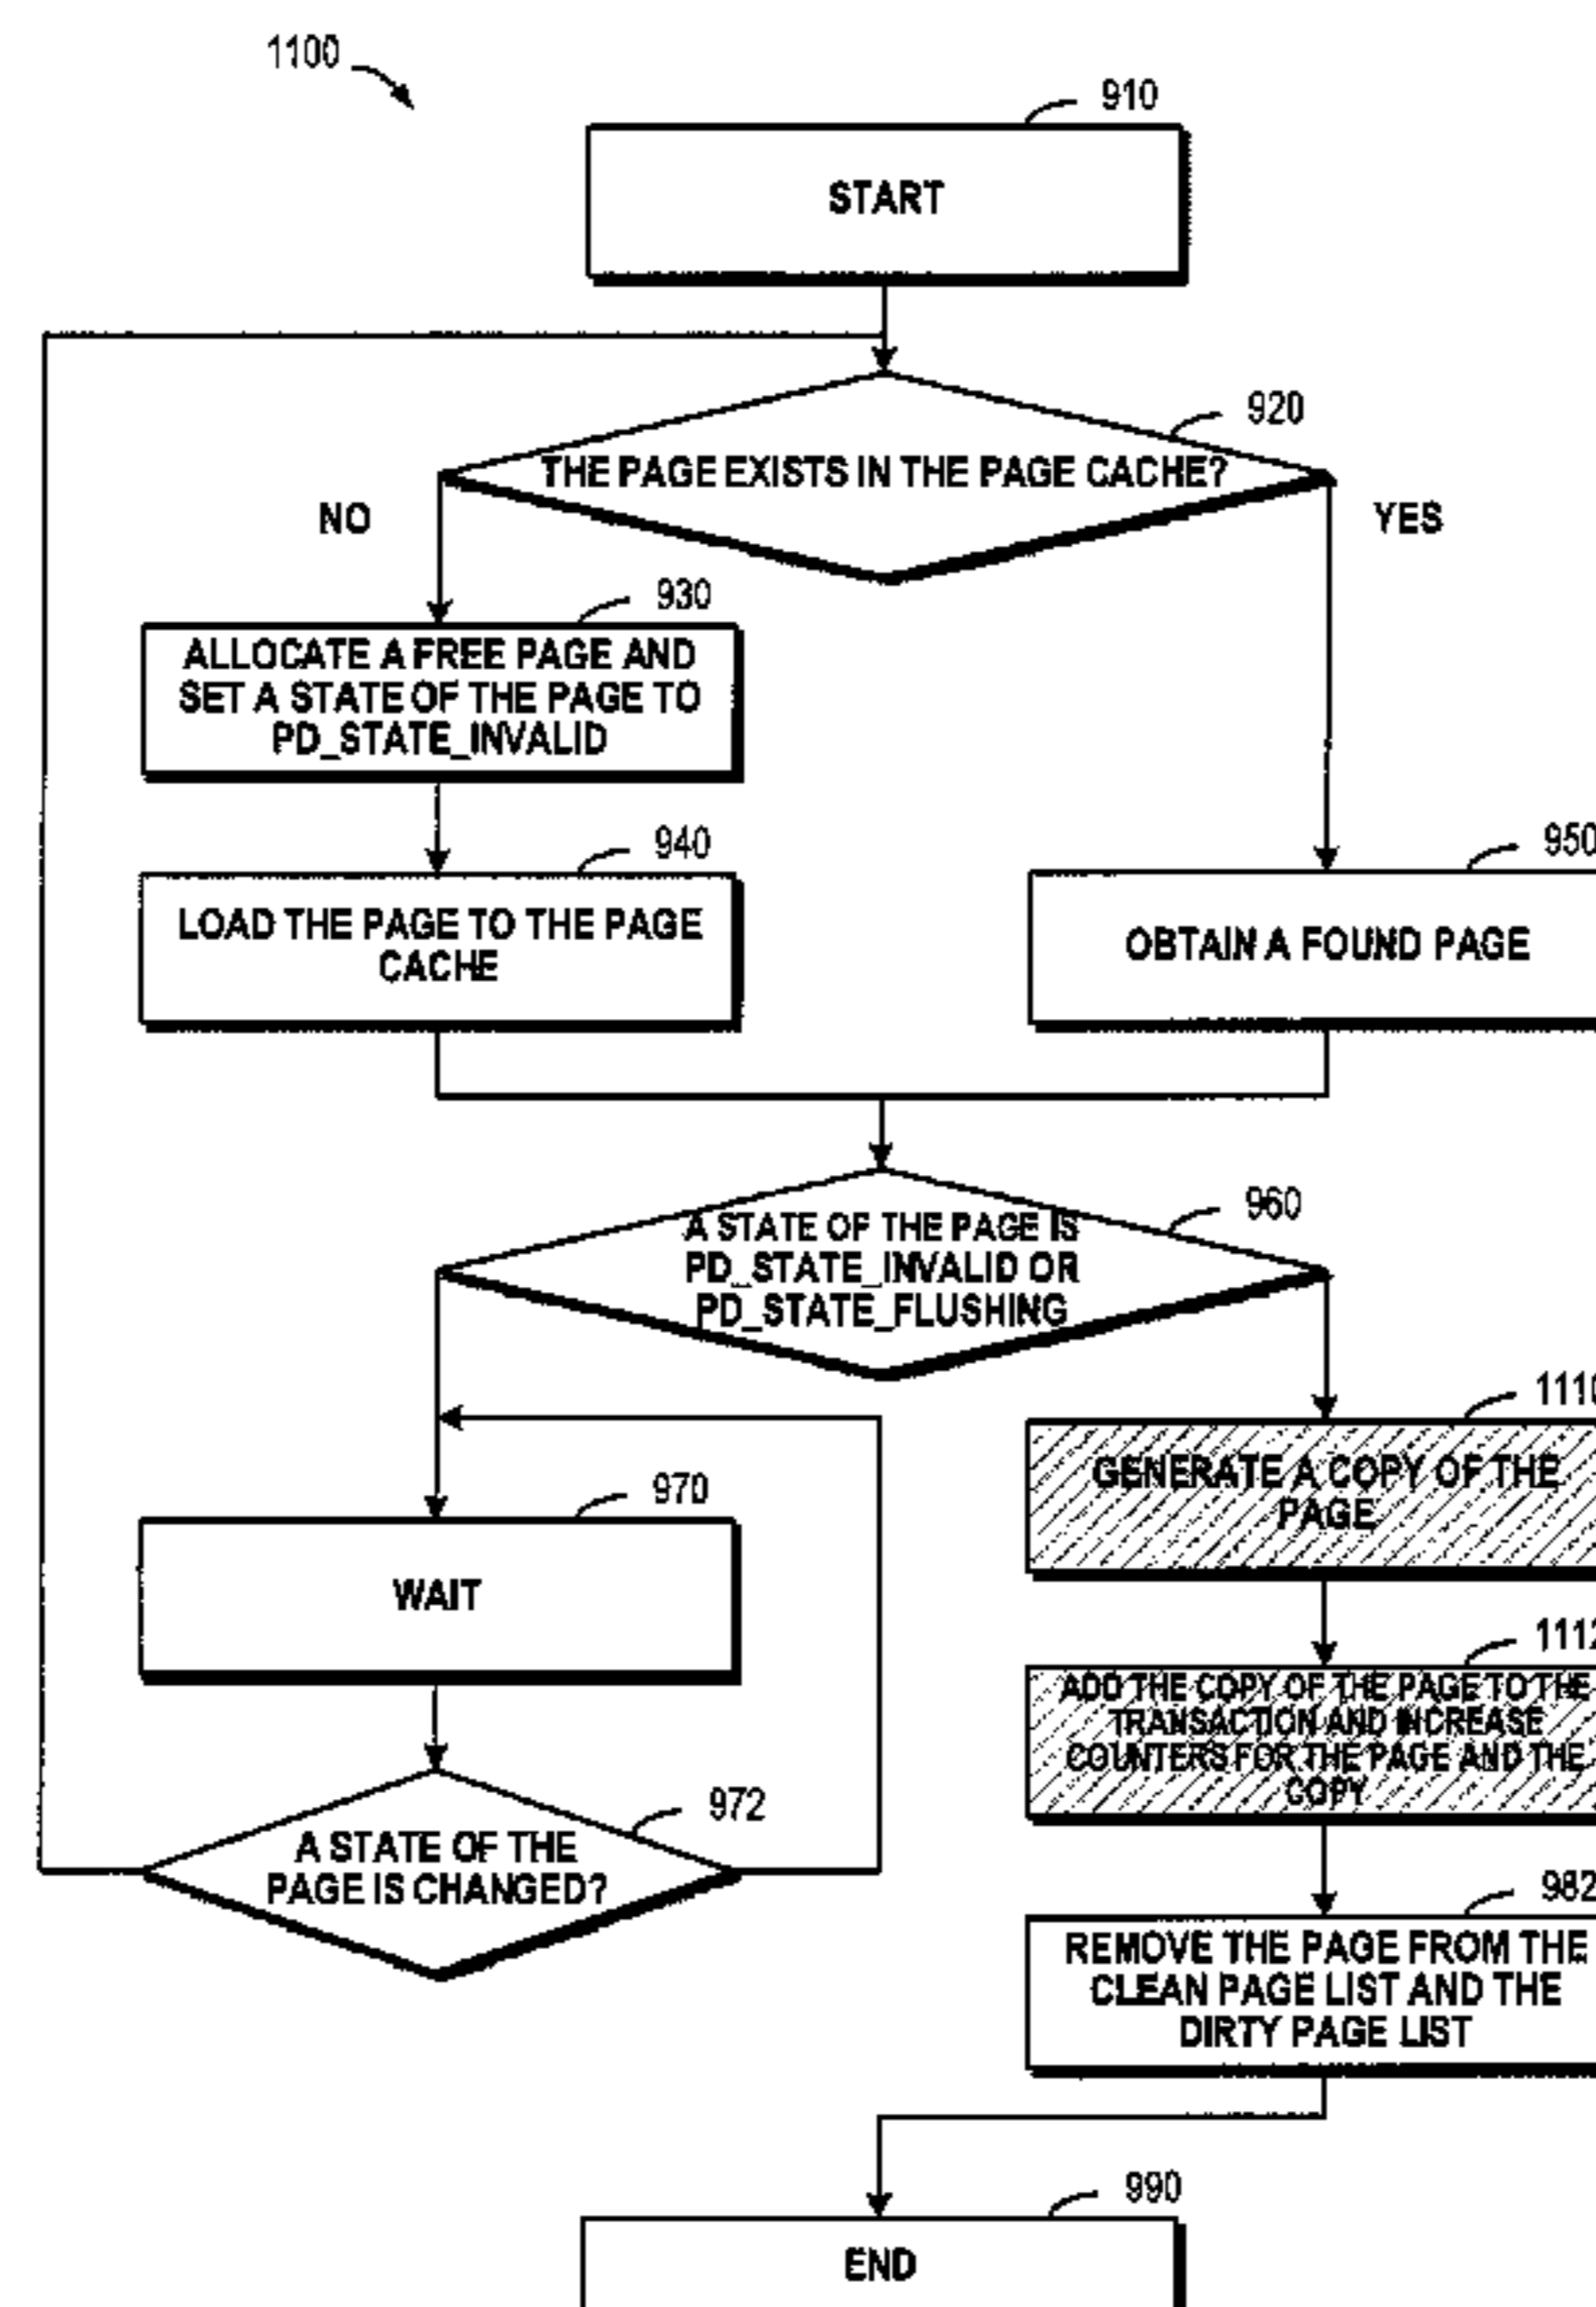 1100
910
START
920
THE PAGE EXISTS IN THE PAGE CACHE?
NO
YES
930
ALLOCATE A FREE PAGE AND
SET A STATE OF THE PAGE TO
PD_STATE_INVALID
940
LOAD THE PAGE TO THE PAGE
CACHE
950
OBTAIN A FOUND PAGE
960
A STATE OF THE PAGE IS
PD_STATE_INVALID OR
PD_STATE_FLUSHING
1110
GENERATE A COPY OF THE
PAGE
970
WAIT
1112
ADD THE COPY OF THE PAGE TO THE
TRANSACTION AND INCREASE
COUNTERS FOR THE PAGE AND THE
COPY
972
A STATE OF THE
PAGE IS CHANGED?
982
REMOVE THE PAGE FROM THE
CLEAN PAGE LIST AND THE
DIRTY PAGE LIST
990
END